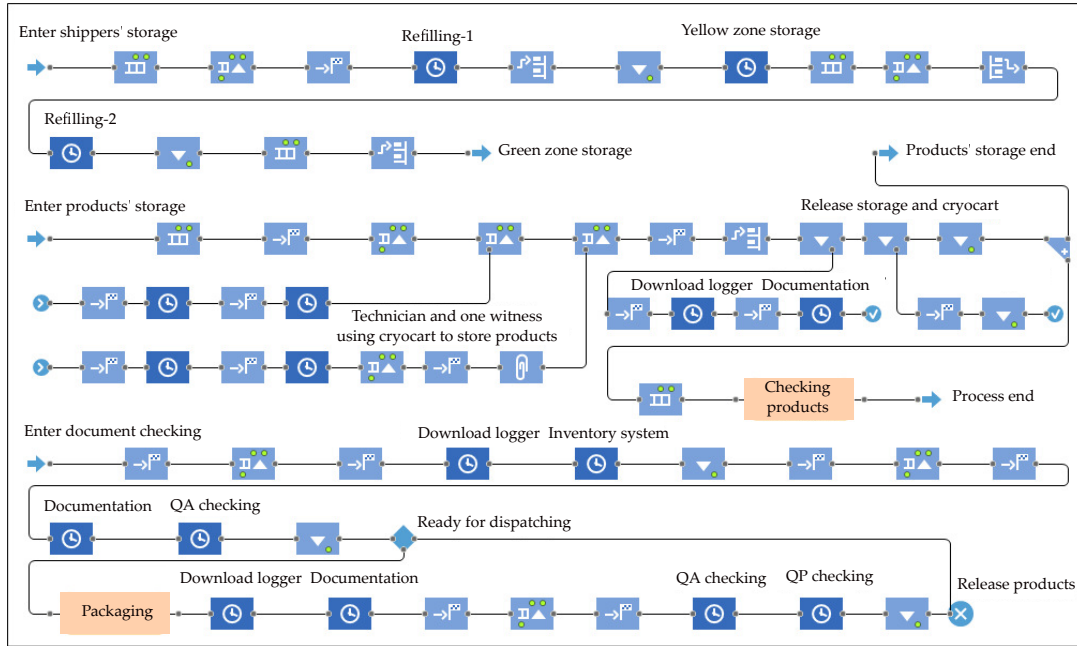 Enter shippers' storage
Refilling-1
Yellow zone storage
Refilling-2
Green zone storage
Products' storage end
Enter products' storage
Release storage and cryocart
Download logger
Documentation
Technician and one witness
using cryocart to store products
Checking
products
Process end
Enter document checking
Download logger
Inventory system
Documentation
QA checking
Ready for dispatching
Download logger
Documentation
QA checking
QP checking
Release products
Packaging